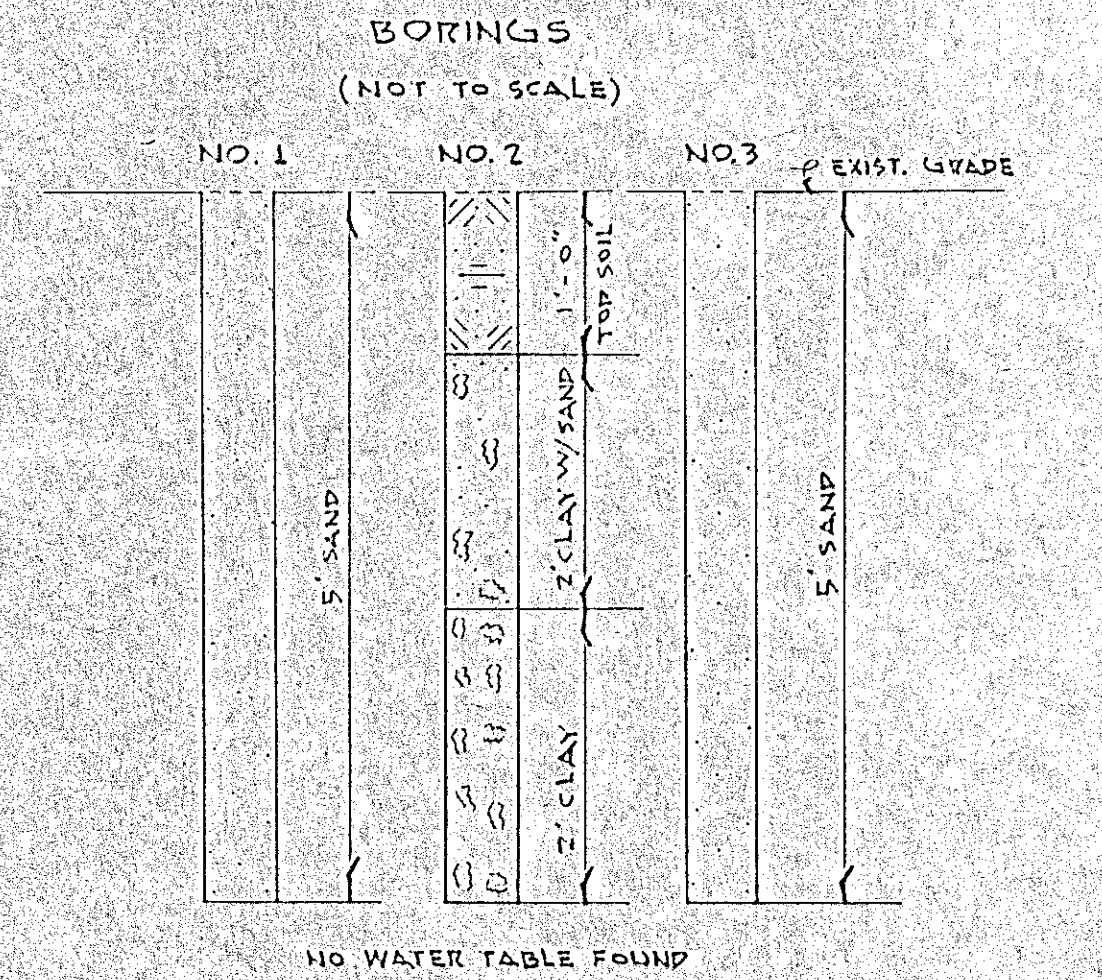 BORINGS
(NOT TO SCALE)
NO. 1
NO. 2
NO. 3
EXIST. GRADE
1'-0"
TOP SOIL
2' CLAY W/SAND
5' SAND
5' SAND
2' CLAY
NO WATER TABLE FOUND